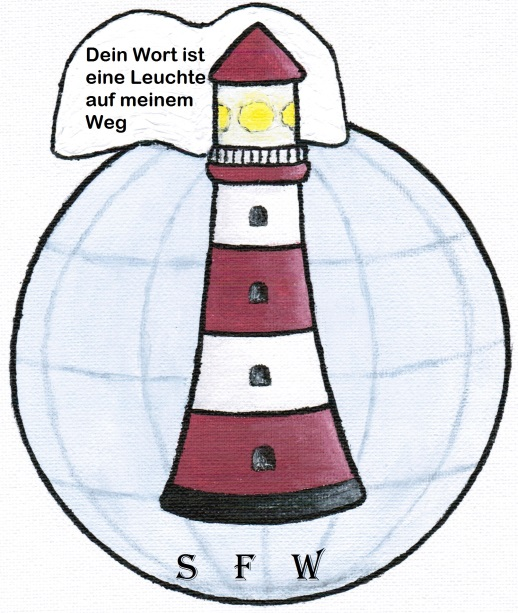 Dein Wort ist
eine Leuchte
auf meinem
Weg
S F W